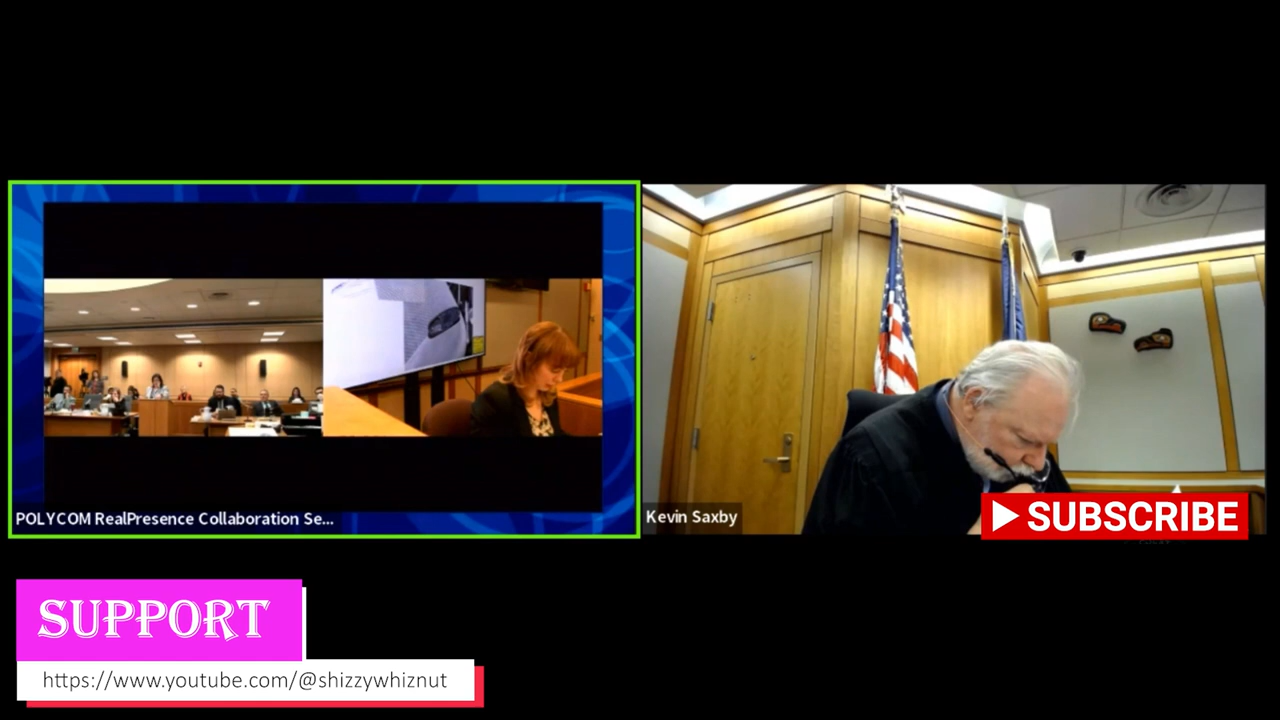 POLYCOM RealPresence Collaboration Se...
Kevin Saxby
SUBSCRIBE
SUPPORT
https://www.youtube.com/@shizzywhiznut